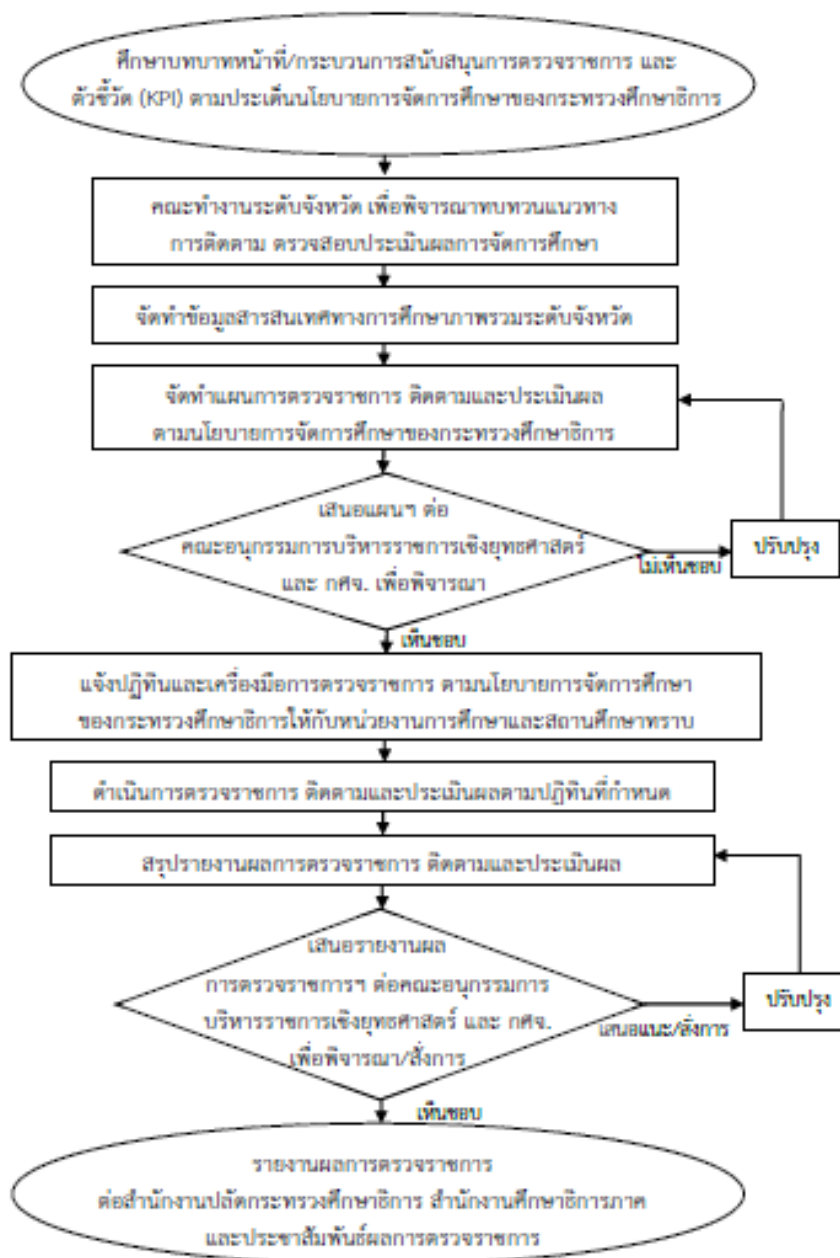 ศึกษาบทบาทหน้าที่/กระบวนการสนับสนุนการตรวจราชการ และ
ตัวชี้วัด (KPI) ตามประเด็นนโยบายการจัดการศึกษาของกระทรวงศึกษาธิการ
คณะทำงานระดับจังหวัด เพื่อพิจารณาทบทวนแนวทาง
การติดตาม ตรวจสอบประเมินผลการจัดการศึกษา
จัดทำข้อมูลสารสนเทศทางการศึกษาภาพรวมระดับจังหวัด
จัดทำแผนการตรวจราชการ ติดตามและประเมินผล
ตามนโยบายการจัดการศึกษาของกระทรวงศึกษาธิการ
เสนอแผนฯ ต่อ
คณะอนุกรรมการบริหารราชการเชิงยุทธศาสตร์
และ กศจ. เพื่อพิจารณา
ไม่เห็นชอบ
ปรับปรุง
เห็นชอบ
แจ้งปฏิทินและเครื่องมือการตรวจราชการ ตามนโยบายการจัดการศึกษา
ของกระทรวงศึกษาธิการให้กับหน่วยงานการศึกษาและสถานศึกษาทราบ
ดำเนินการตรวจราชการ ติดตามและประเมินผลตามปฏิทินที่กำหนด
สรุปรายงานผลการตรวจราชการ ติดตามและประเมินผล
เสนอรายงานผล
การตรวจราชการฯ ต่อคณะอนุกรรมการ
บริหารราชการเชิงยุทธศาสตร์ และ กศจ.
เพื่อพิจารณา/สั่งการ
เสนอแนะ/สั่งการ
ปรับปรุง
เห็นชอบ
รายงานผลการตรวจราชการ
ต่อสำนักงานปลัดกระทรวงศึกษาธิการ สำนักงานศึกษาธิการภาค
และประชาสัมพันธ์ผลการตรวจราชการ